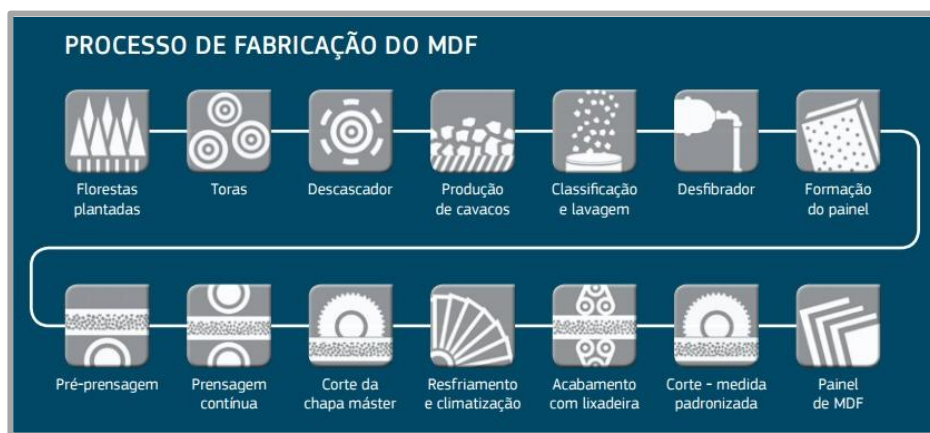 PROCESSO DE FABRICAÇÃO DO MDF
Florestas
plantadas
Toras
Descascador
Produção
de cavacos
Classificação
e lavagem
Desfibrador
Formação
do painel
Pré-prensagem
Prensagem
contínua
Corte da
chapa máster
Resfriamento
e climatização
Acabamento
com lixadeira
Corte - medida
padronizada
Painel
de MDF